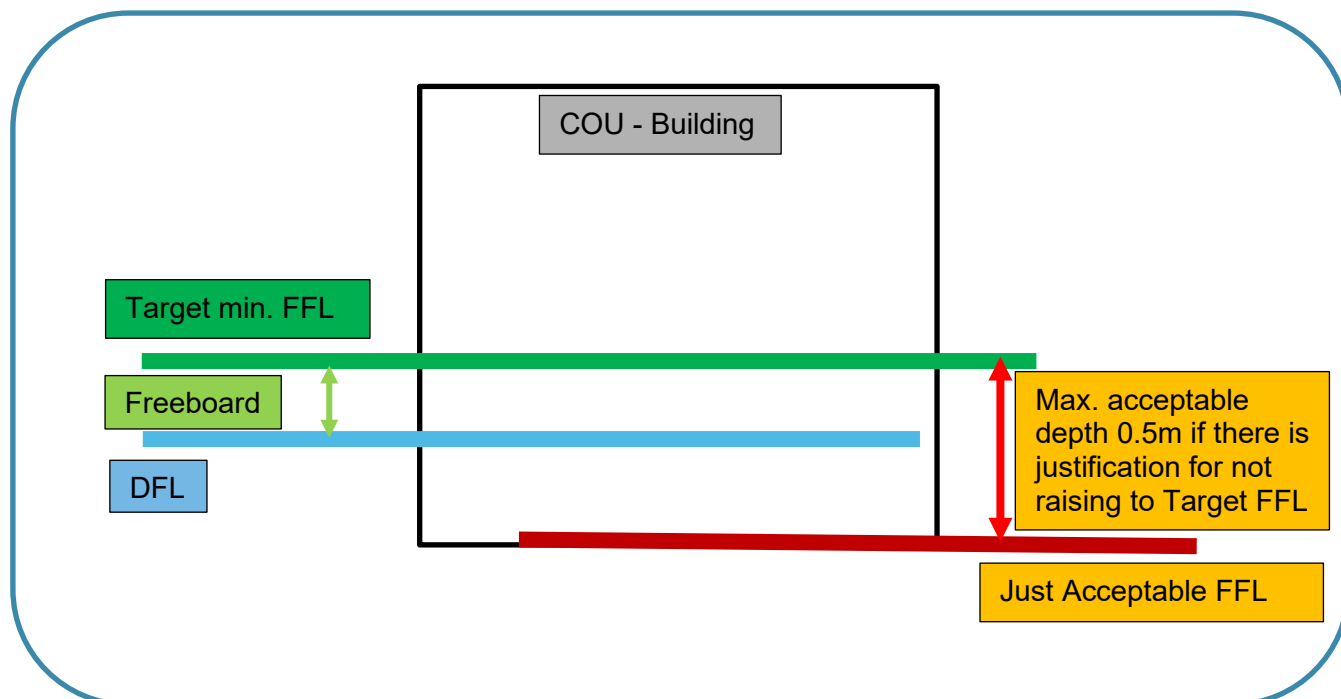 COU - Building
Target min. FFL
Freeboard
DFL
Max. acceptable
depth 0.5m if there is
justification for not
raising to Target FFL
Just Acceptable FFL